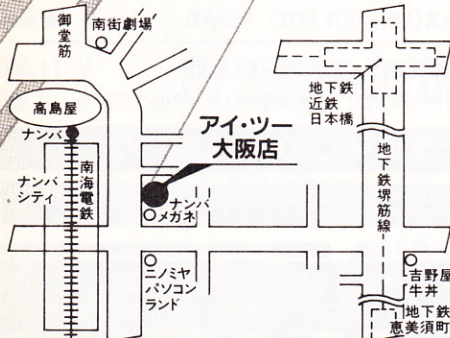 御堂筋
南街劇場
高島屋
ナンバ
ナンバ
シティ
南海電鉄
アイ・ツー
大阪店
ナンバ
メガネ
ニノミヤ
パソコン
ランド
地下鉄
近鉄
日本橋
地下鉄堺筋線
吉野屋
牛丼
地下鉄
恵美須町